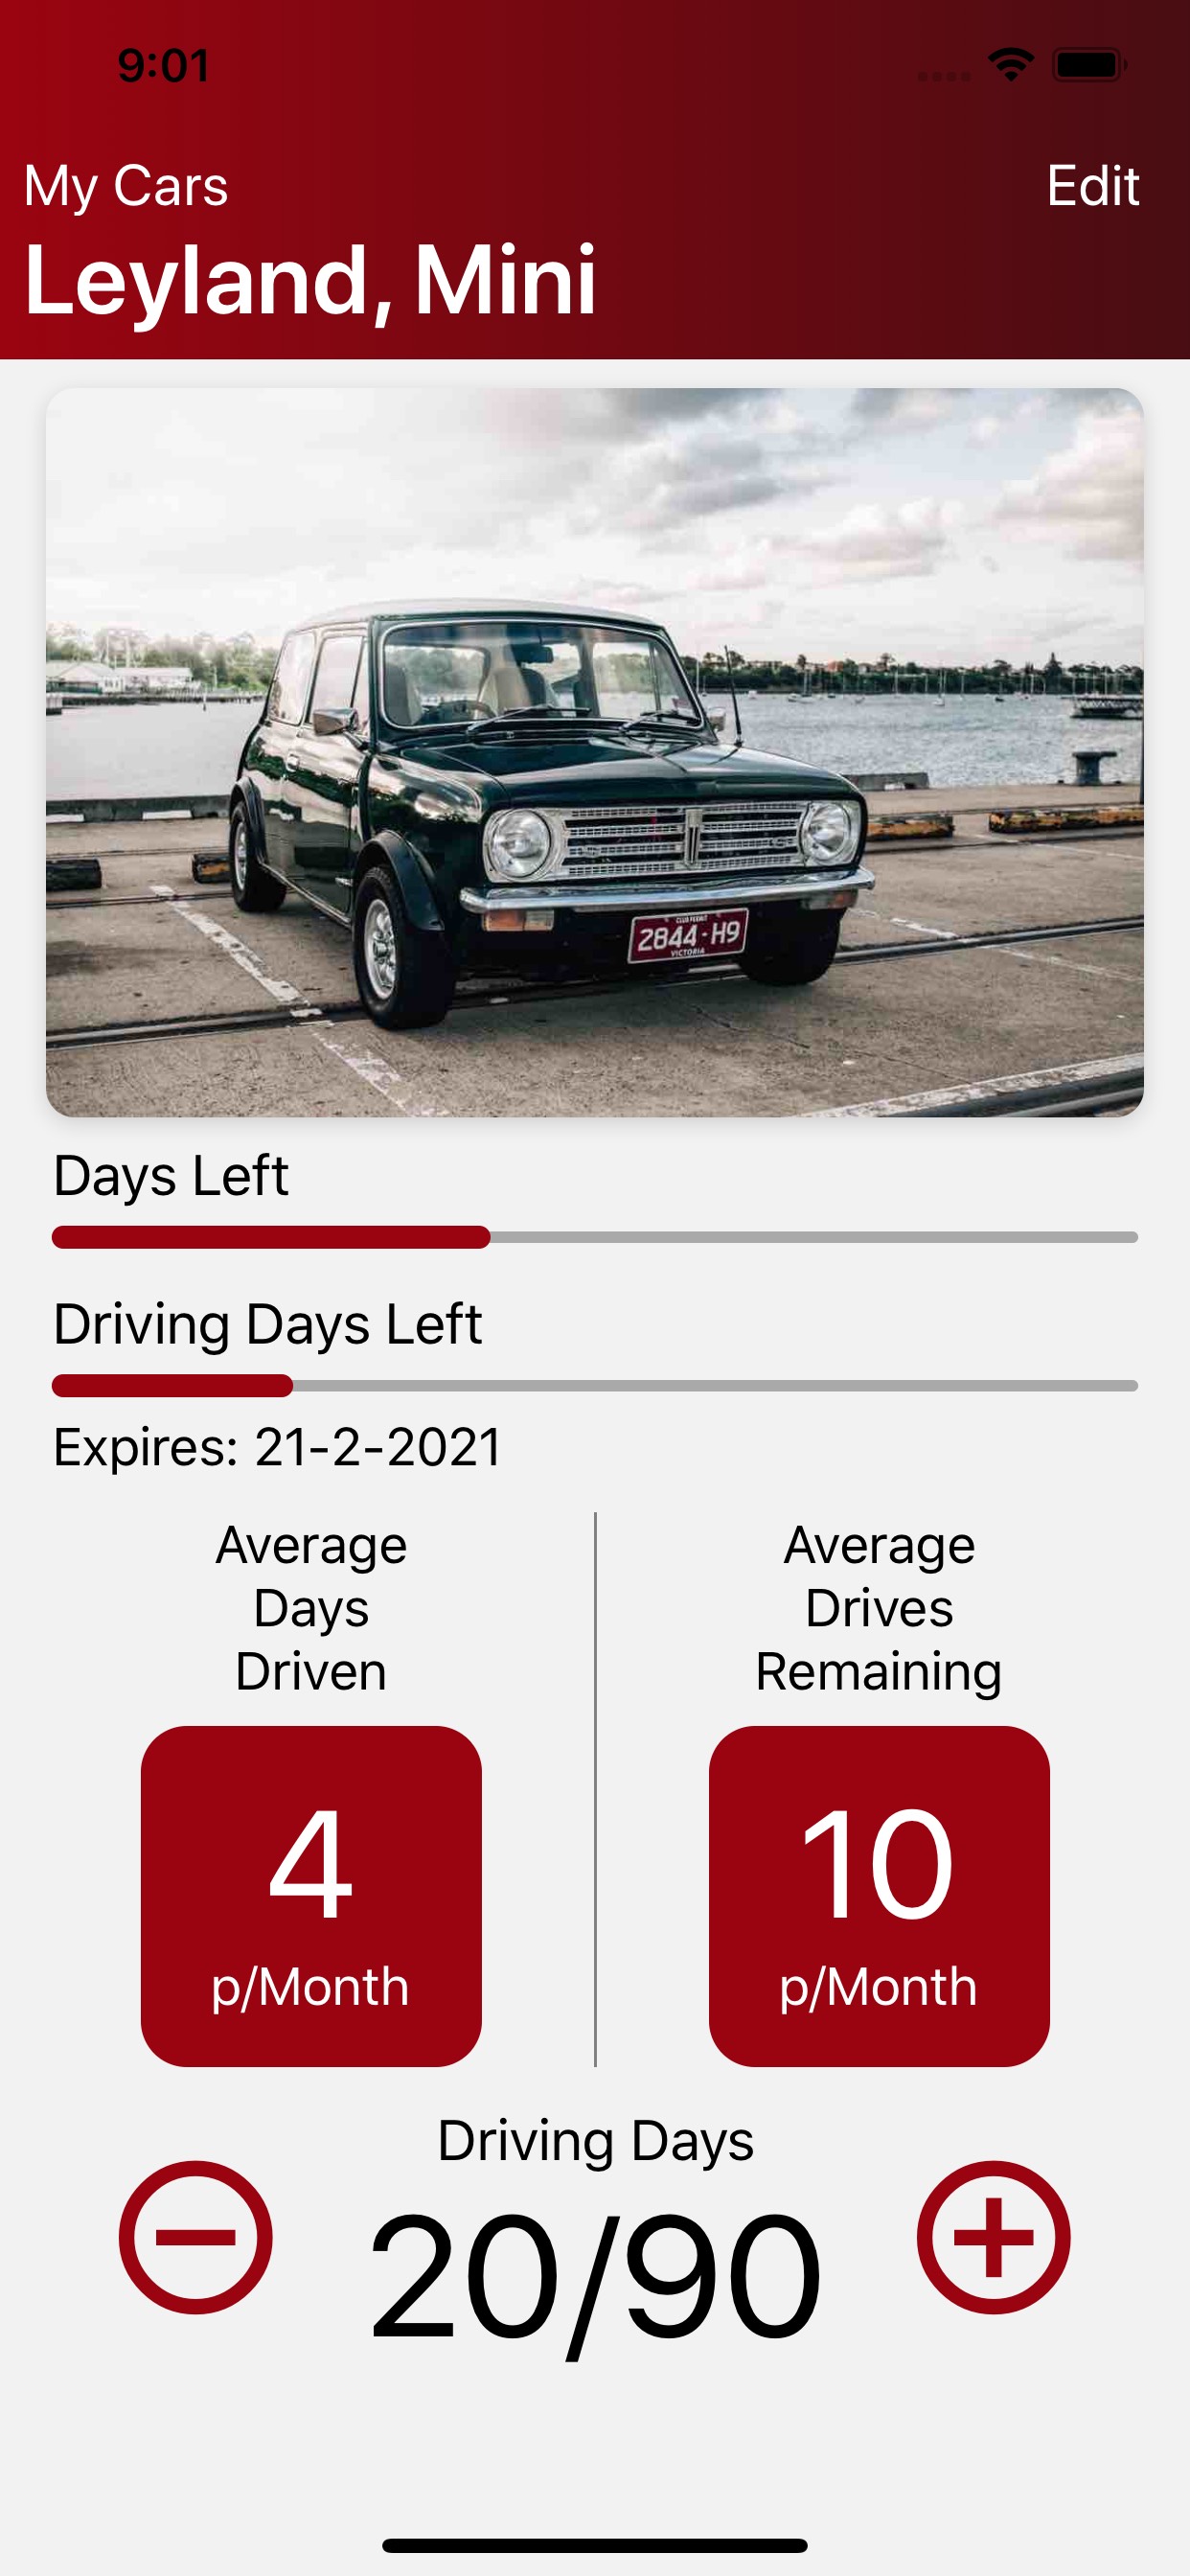 9:01
My Cars
Edit
Leyland, Mini
CLUB PERMIT
2844-H9
VICTORIA
Days Left
Driving Days Left
Expires: 21-2-2021
Average
Days
Driven
Average
Drives
Remaining
4
p/Month
10
p/Month
Driving Days
20/90